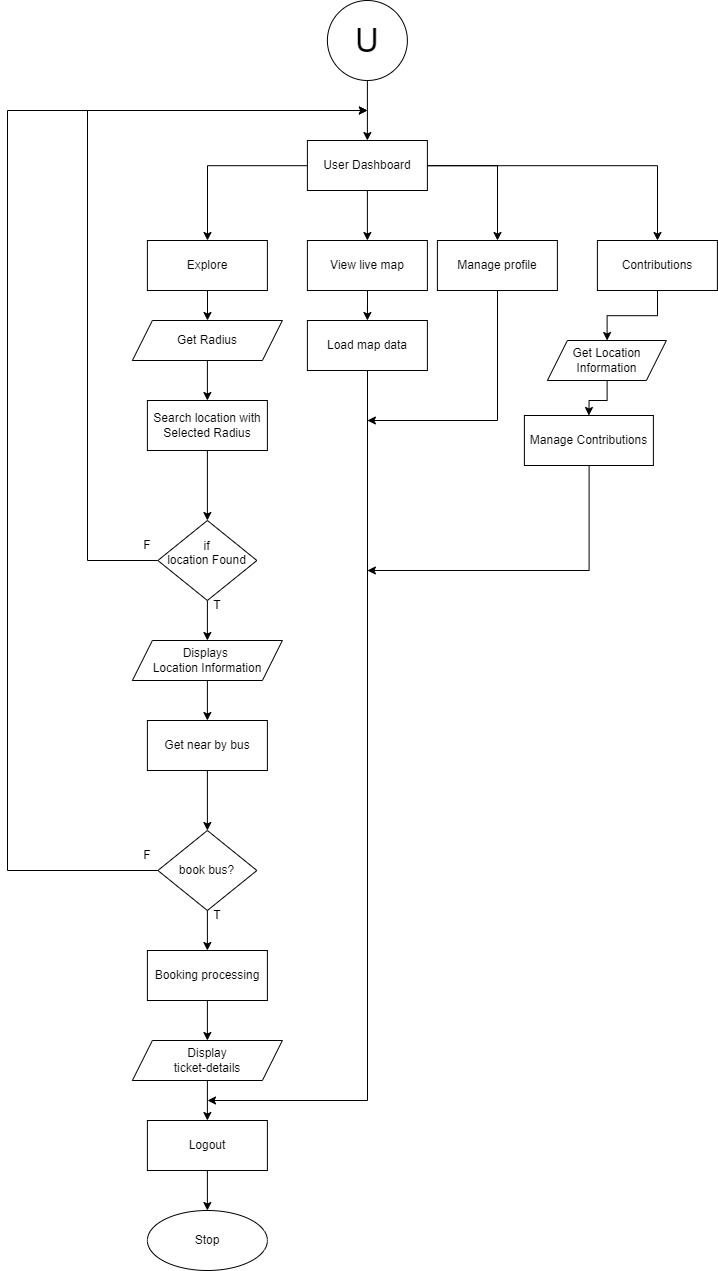 U
User Dashboard
Explore
View live map
Manage profile
Contributions
Get Radius
Load map data
Get Location
Information
Search location with
Selected Radius
Manage Contributions
F
if
location Found
T
Displays
Location Information
Get near by bus
F
book bus?
T
Booking processing
Display
ticket-details
Logout
Stop